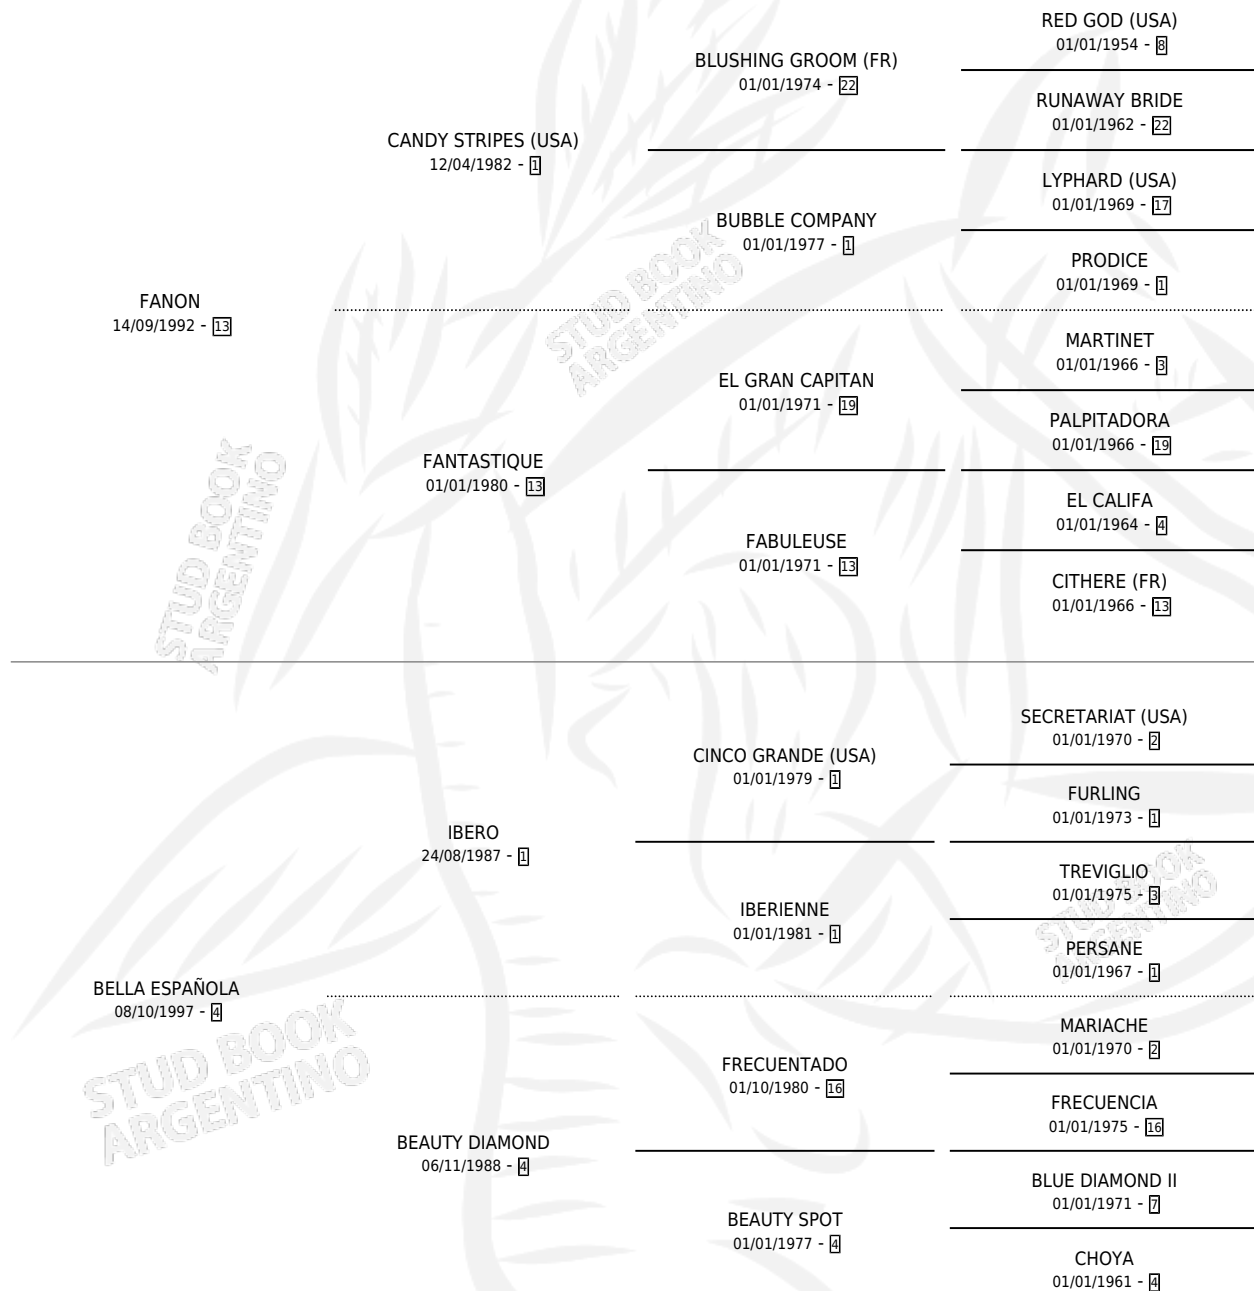 RED GOD (USA)
01/01/1954 - 8
BLUSHING GROOM (FR)
01/01/1974 - 22
RUNAWAY BRIDE
01/01/1962 - 22
CANDY STRIPES (USA)
12/04/1982 - 1
LYPHARD (USA)
01/01/1969 - 17
BUBBLE COMPANY
01/01/1977 - 1
PRODICE
01/01/1969 - 1
STUD BOOK
ARGENTINO
FANON
14/09/1992 - 13
MARTINET
01/01/1966 - 3
EL GRAN CAPITAN
01/01/1971 - 19
PALPITADORA
01/01/1966 - 19
FANTASTIQUE
01/01/1980 - 13
EL CALIFA
01/01/1964 - 4
FABULEUSE
01/01/1971 - 13
CITHERE (FR)
01/01/1966 - 13
STUD BOOK
ARGENTINO
SECRETARIAT (USA)
01/01/1970 - 2
CINCO GRANDE (USA)
01/01/1979 - 1
FURLING
01/01/1973 - 1
IBERO
24/08/1987 - 1
TREVIGLIO
01/01/1975 - 3
IBERIENNE
01/01/1981 - 1
PERSANE
01/01/1967 - 1
STUD BOOK
ARGENTINO
BELLA ESPAÑOLA
08/10/1997 - 4
MARIACHE
01/01/1970 - 2
FRECUENTADO
01/10/1980 - 16
FRECUENCIA
01/01/1975 - 16
STUD BOOK
ARGENTINO
BEAUTY DIAMOND
06/11/1988 - 4
BLUE DIAMOND II
01/01/1971 - 7
BEAUTY SPOT
01/01/1977 - 4
CHOYA
01/01/1961 - 4